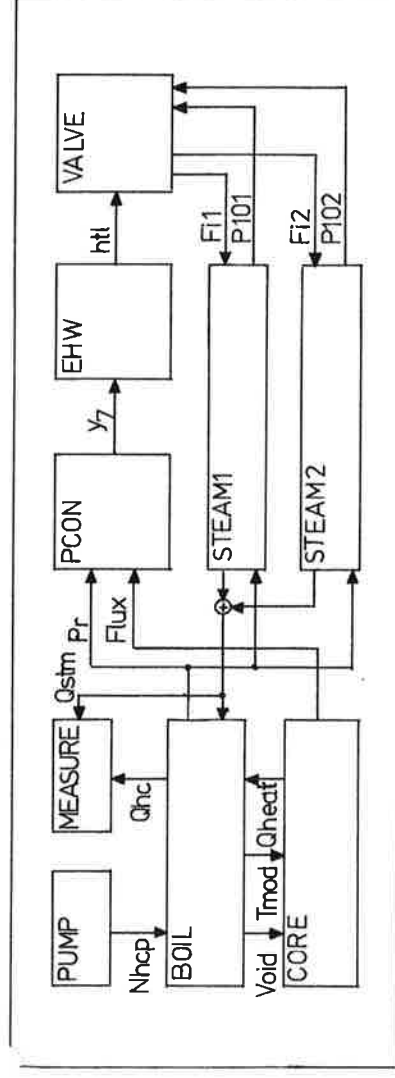 PUMP
MEASURE
PCON
EHW
VALVE
Nhcp
Qhc
Qstm
Pr
Flux
y7
htl
BOIL
STEAM1
Fi1
P101
Void
Tmod
Qheat
CORE
STEAM2
Fi2
P102
+